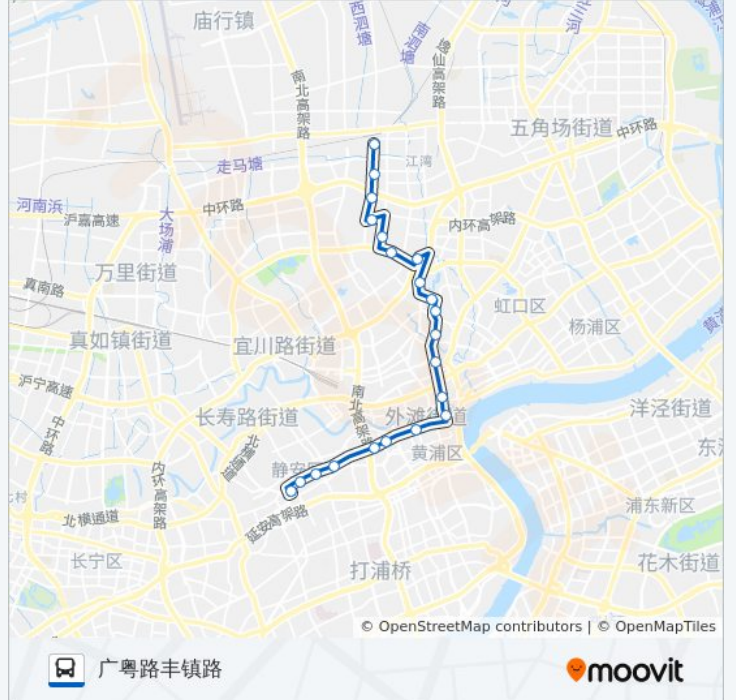 庙行镇
西泗塘
南泗塘
逸仙高架路
三河
南北高架路
五角场街道
中环路
走马塘
江湾
河南浜
沪嘉高速
大场浦
中环路
内环高架路
万里街道
真南路
虹口区
杨浦区
真如镇街道
宜川路街道
沪宁高速
中环路
长寿路街道
南北高架路
外滩街道
洋泾街道
北横通道
黄浦区
静安区
内环高架路
北横通道
延安高架路
浦东新区
长宁区
打浦桥
花木街道
© OpenStreetMap contributors | © OpenMapTiles
广粤路丰镇路
moovit